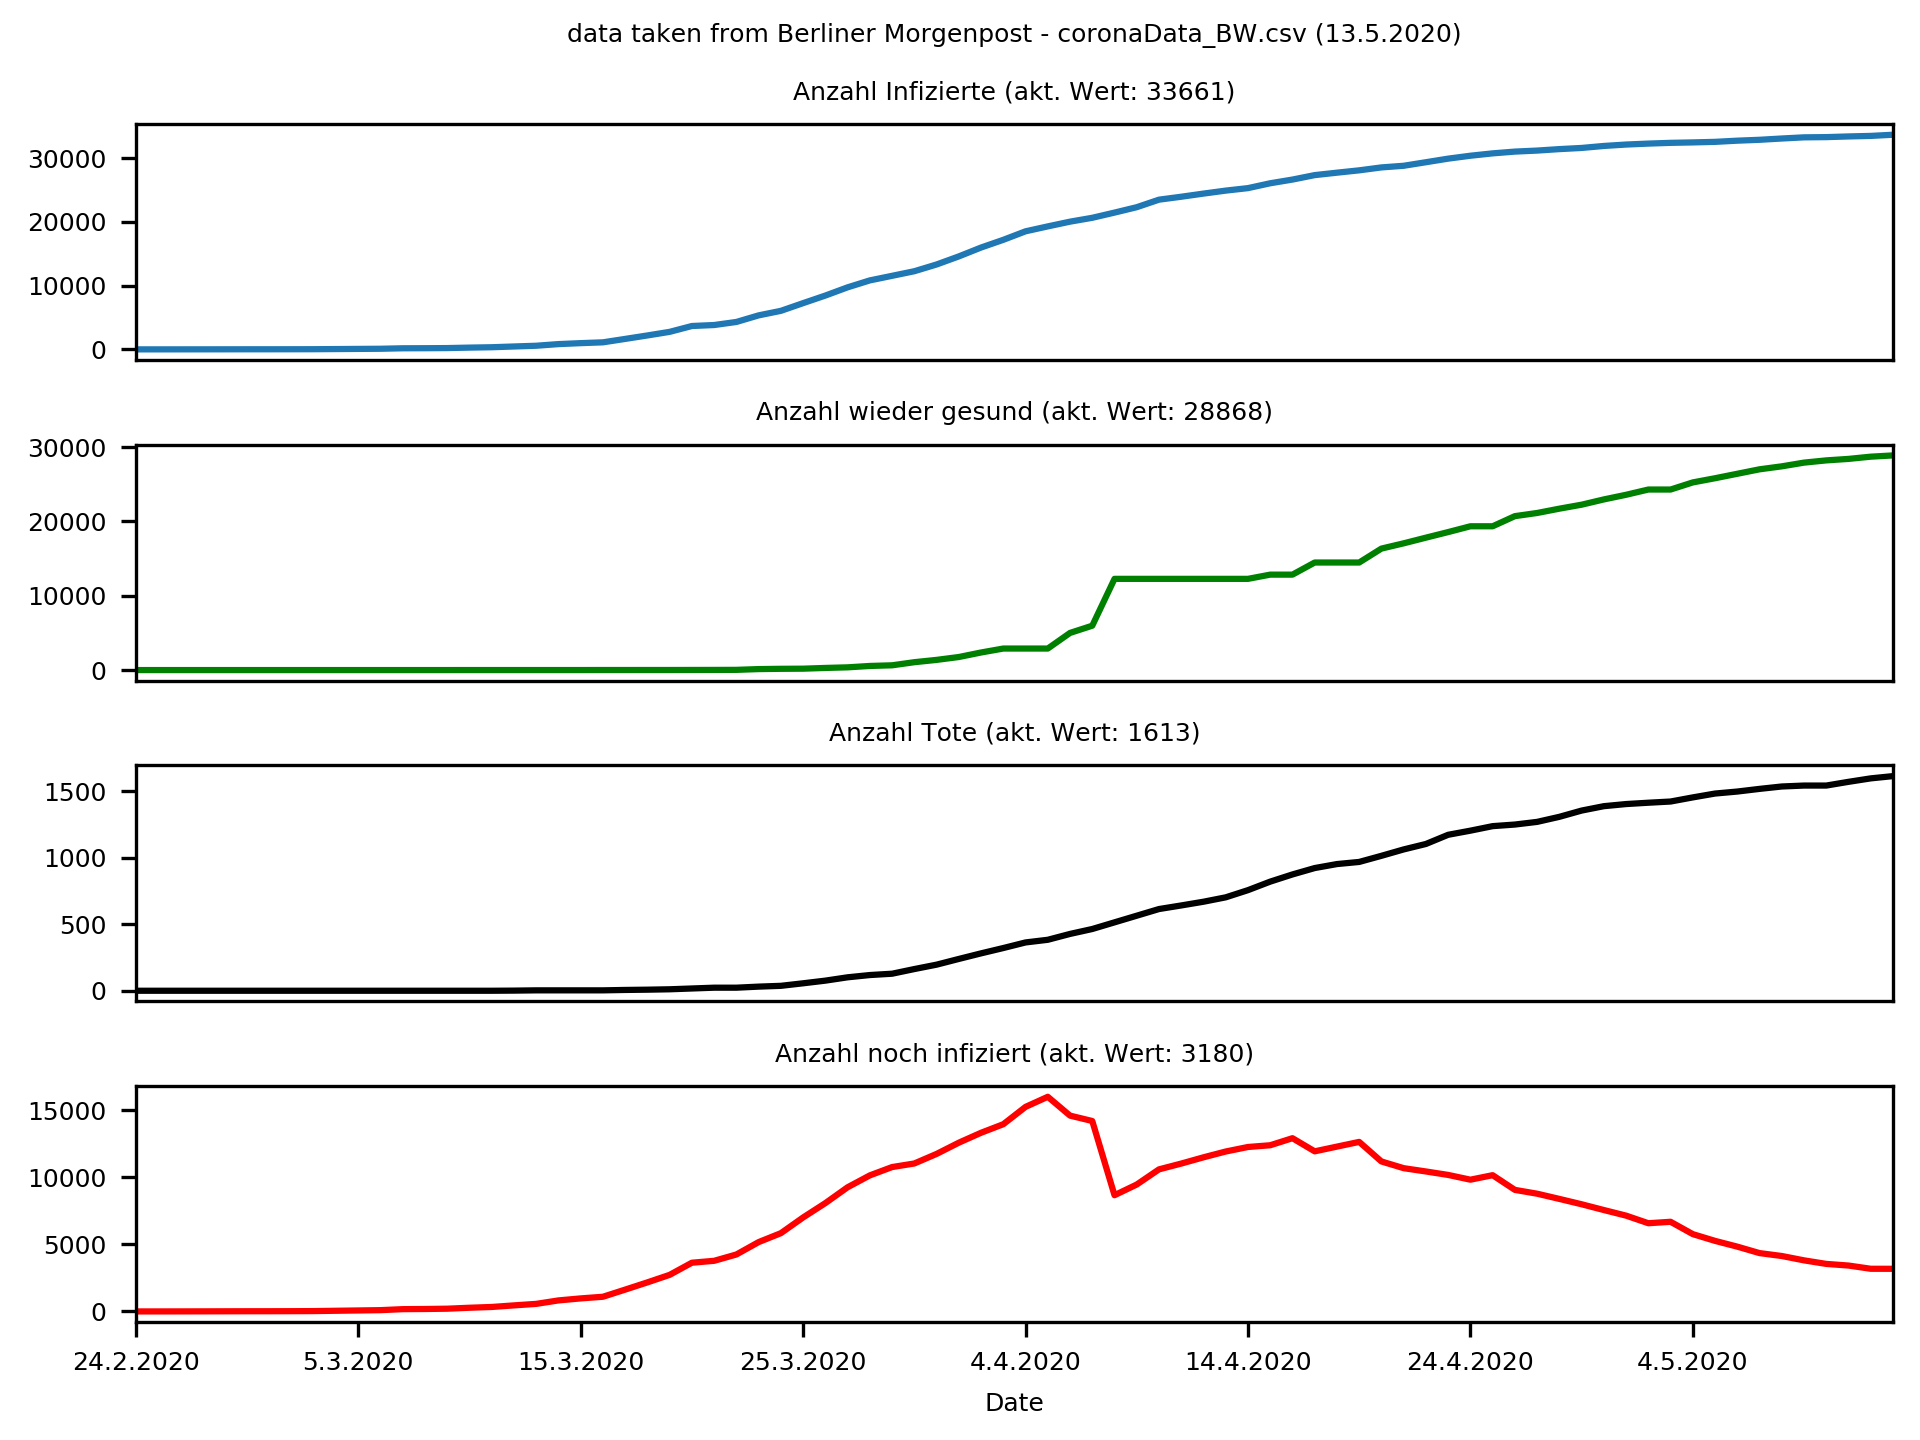 data taken from Berliner Morgenpost - coronaData_BW.csv (13.5.2020)
Anzahl Infizierte (akt. Wert: 33661)
30000
20000
10000
0
Anzahl wieder gesund (akt. Wert: 28868)
30000
20000
10000
0
Anzahl Tote (akt. Wert: 1613)
1500
1000
500
0
Anzahl noch infiziert (akt. Wert: 3180)
15000
10000
5000
0
24.2.2020 5.3.2020 15.3.2020 25.3.2020 4.4.2020 14.4.2020 24.4.2020 4.5.2020
Date